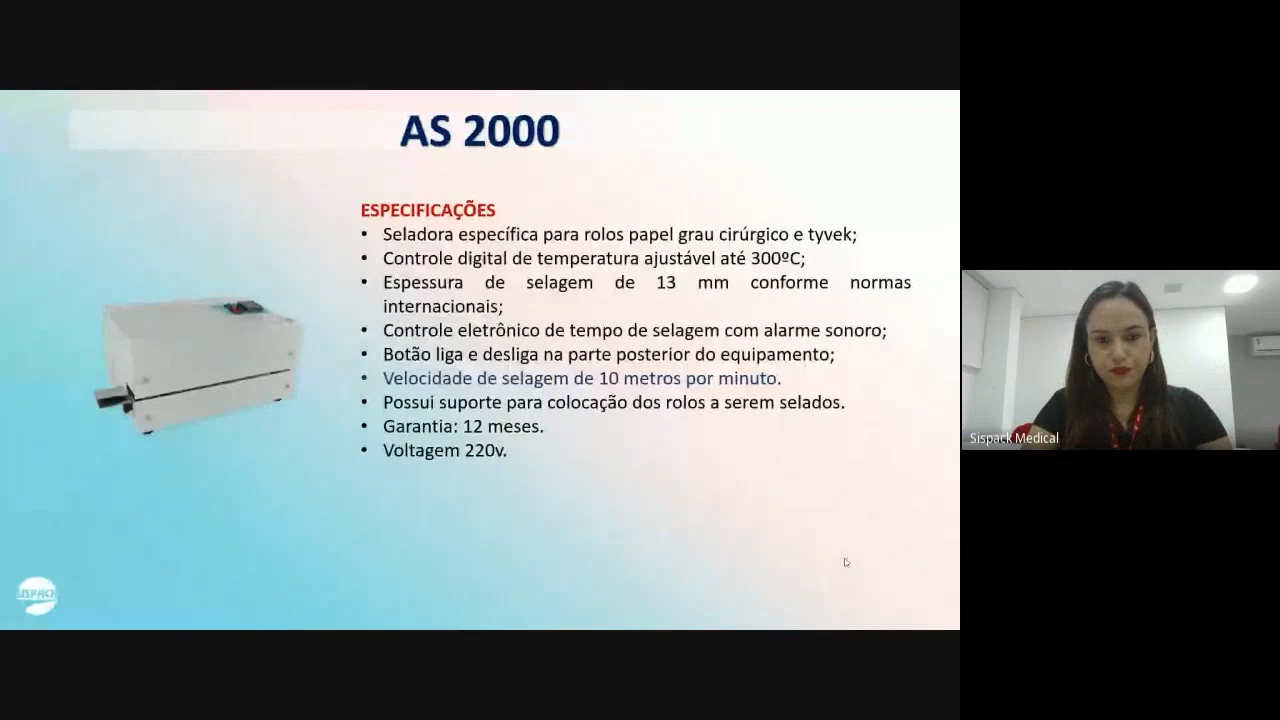 AS 2000
ESPECIFICAÇÕES
• Seladora específica para rolos papel grau cirúrgico e tyvek;
• Controle digital de temperatura ajustável até 300ºC;
• Espessura de selagem de 13 mm conforme normas
internacionais;
• Controle eletrônico de tempo de selagem com alarme sonoro;
• Botão liga e desliga na parte posterior do equipamento;
• Velocidade de selagem de 10 metros por minuto.
• Possui suporte para colocação dos rolos a serem selados.
• Garantia: 12 meses.
• Voltagem 220v.
Sispack Medical
SISPACK